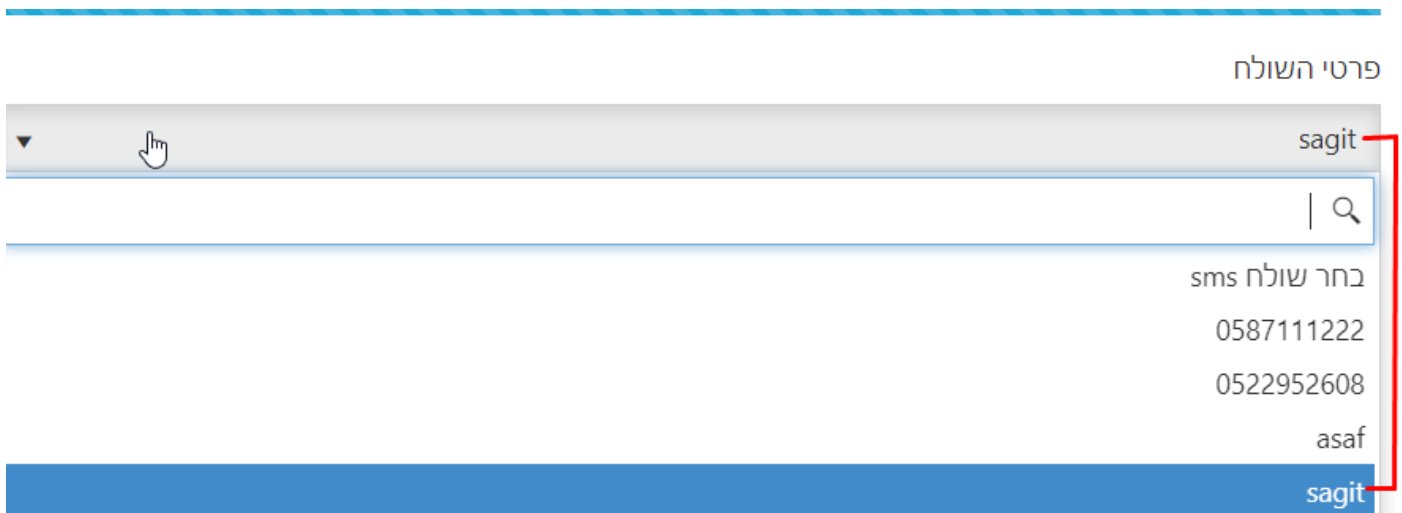 פרטי השולח
sagit
בחר שולח sms
0587111222
0522952608
asaf
sagit